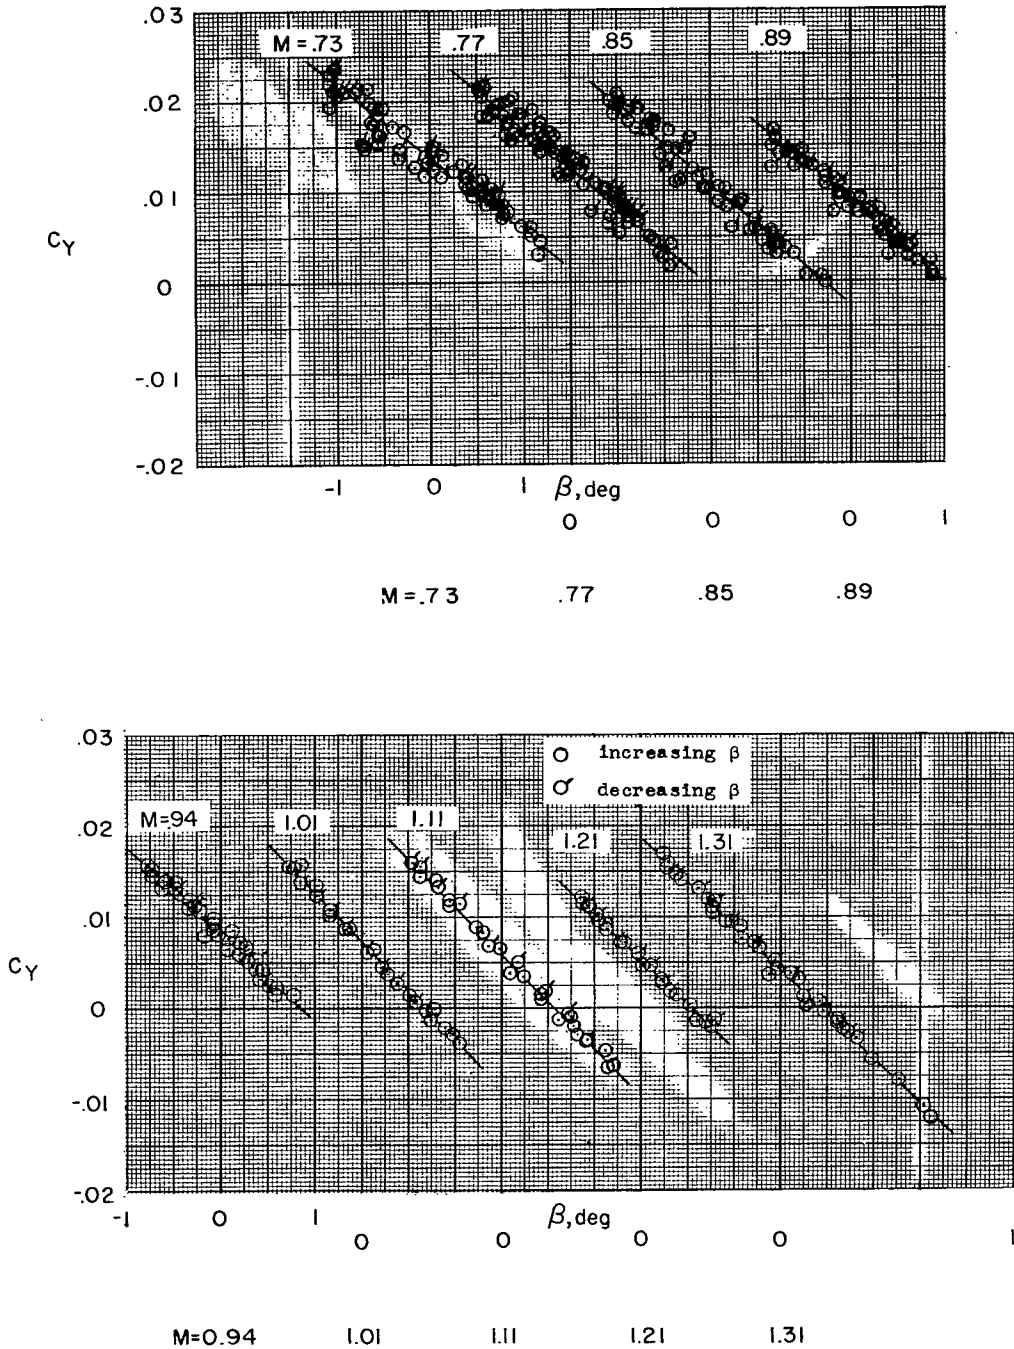 .03
M = .73 .77 .85 .89
.02
.01
C Y
0
-.01
-.02
-1 0 1 β, deg
0 0 0 1
M = .73 .77 .85 .89
.03
increasing β
decreasing β
M=94 1.01 1.11 1.21 1.31
.02
.01
C Y
0
-.01
-.02
-1 0 1 β, deg
0 0 0 0 1
M=0.94 1.01 1.11 1.21 1.31